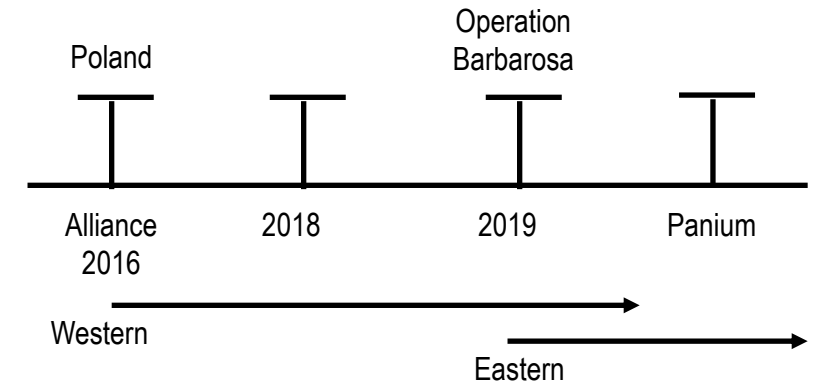 Operation
Poland
Barbarosa
Alliance
2016
2018
2019
Panium
Western
Eastern